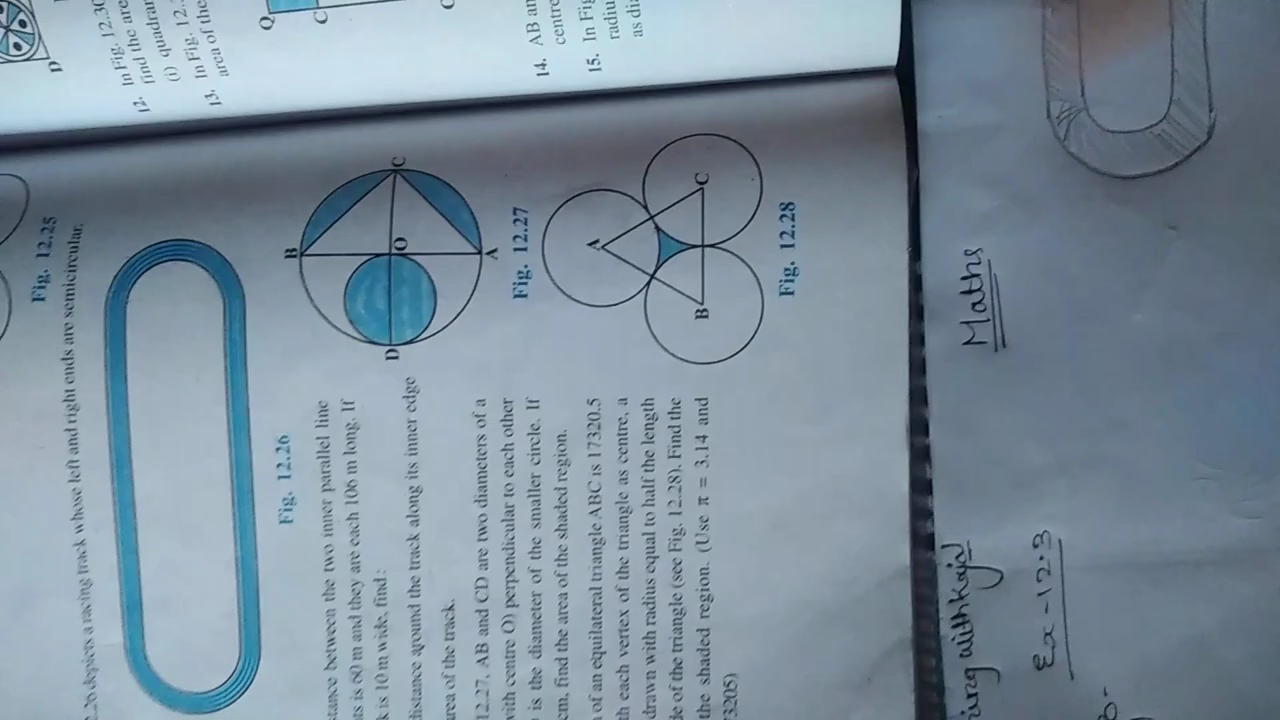 D
12. In Fig. 12.30
find the are
(i) quadran
13. In Fig. 12.
area of the
Q
C
14. AB an
centre
15. In Fig
radiu
as dia
Fig. 12.25
2.26 depicts a racing track whose left and right ends are semicircular.
Fig. 12.26
stance between the two inner parallel line
ts is 60 m and they are each 106 m long. If
k is 10 m wide, find :
distance around the track along its inner edge
rea of the track.
B
C
O
D
A
Fig. 12.27
12.27, AB and CD are two diameters of a
with centre O) perpendicular to each other
is the diameter of the smaller circle. If
cm, find the area of the shaded region.
of an equilateral triangle ABC is 17320.5
th each vertex of the triangle as centre, a
drawn with radius equal to half the length
de of the triangle (see Fig. 12.28). Find the
the shaded region. (Use π = 3.14 and
73205)
A
B
C
Fig. 12.28
Maths
Ex - 12.3